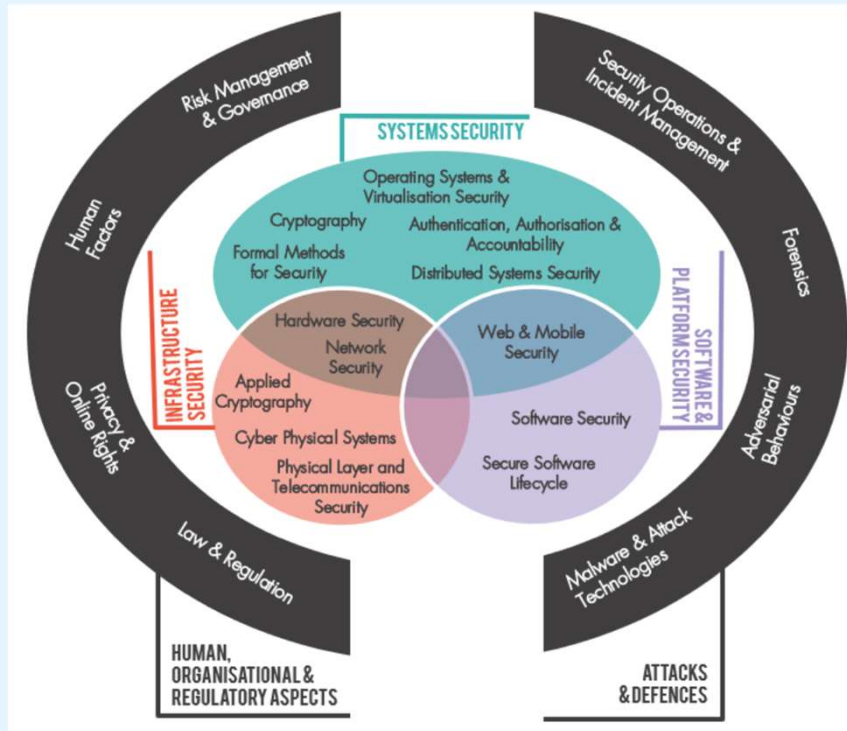 Risk Management
& Governance
Human
Factors
Privacy &
Online Rights
Law & Regulation
HUMAN,
ORGANISATIONAL &
REGULATORY ASPECTS
SYSTEMS SECURITY
Operating Systems &
Virtualisation Security
Cryptography
Authentication, Authorisation &
Accountability
Formal Methods
for Security
Distributed Systems Security
INFRASTRUCTURE
SECURITY
Hardware Security
Network
Security
Applied
Cryptography
Cyber Physical Systems
Physical Layer and
Telecommunications
Security
Web & Mobile
Security
SOFTWARE &
PLATFORM SECURITY
Software Security
Secure Software
Lifecycle
Security Operations &
Incident Management
Forensics
Adversarial
Behaviours
Malware & Attack
Technologies
ATTACKS
& DEFENCES